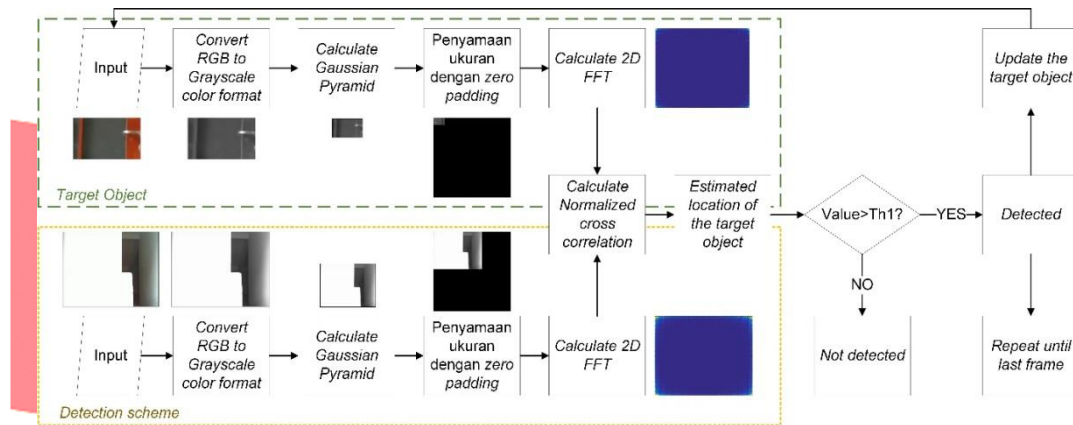 Input
Convert
RGB to
Grayscale
color format
Calculate
Gaussian
Pyramid
Penyamaan
ukuran
dengan zero
padding
Calculate 2D
FFT
Update the
target object
Target Object
Calculate
Normalized
cross
correlation
Estimated
location of
the target
object
Value>Th1?
YES
Detected
NO
Input
Convert
RGB to
Grayscale
color format
Calculate
Gaussian
Pyramid
Penyamaan
ukuran
dengan zero
padding
Calculate 2D
FFT
Not detected
Repeat until
last frame
Detection scheme